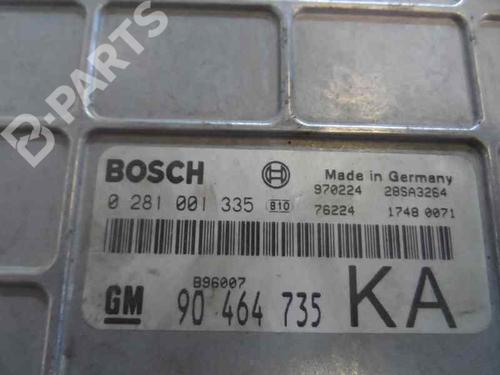 B-PARTS
BOSCH
Made in Germany
970224 28SA3264
0 281 001 335 B10
76224 1748 0071
B96007
GM 90 464 735 KA